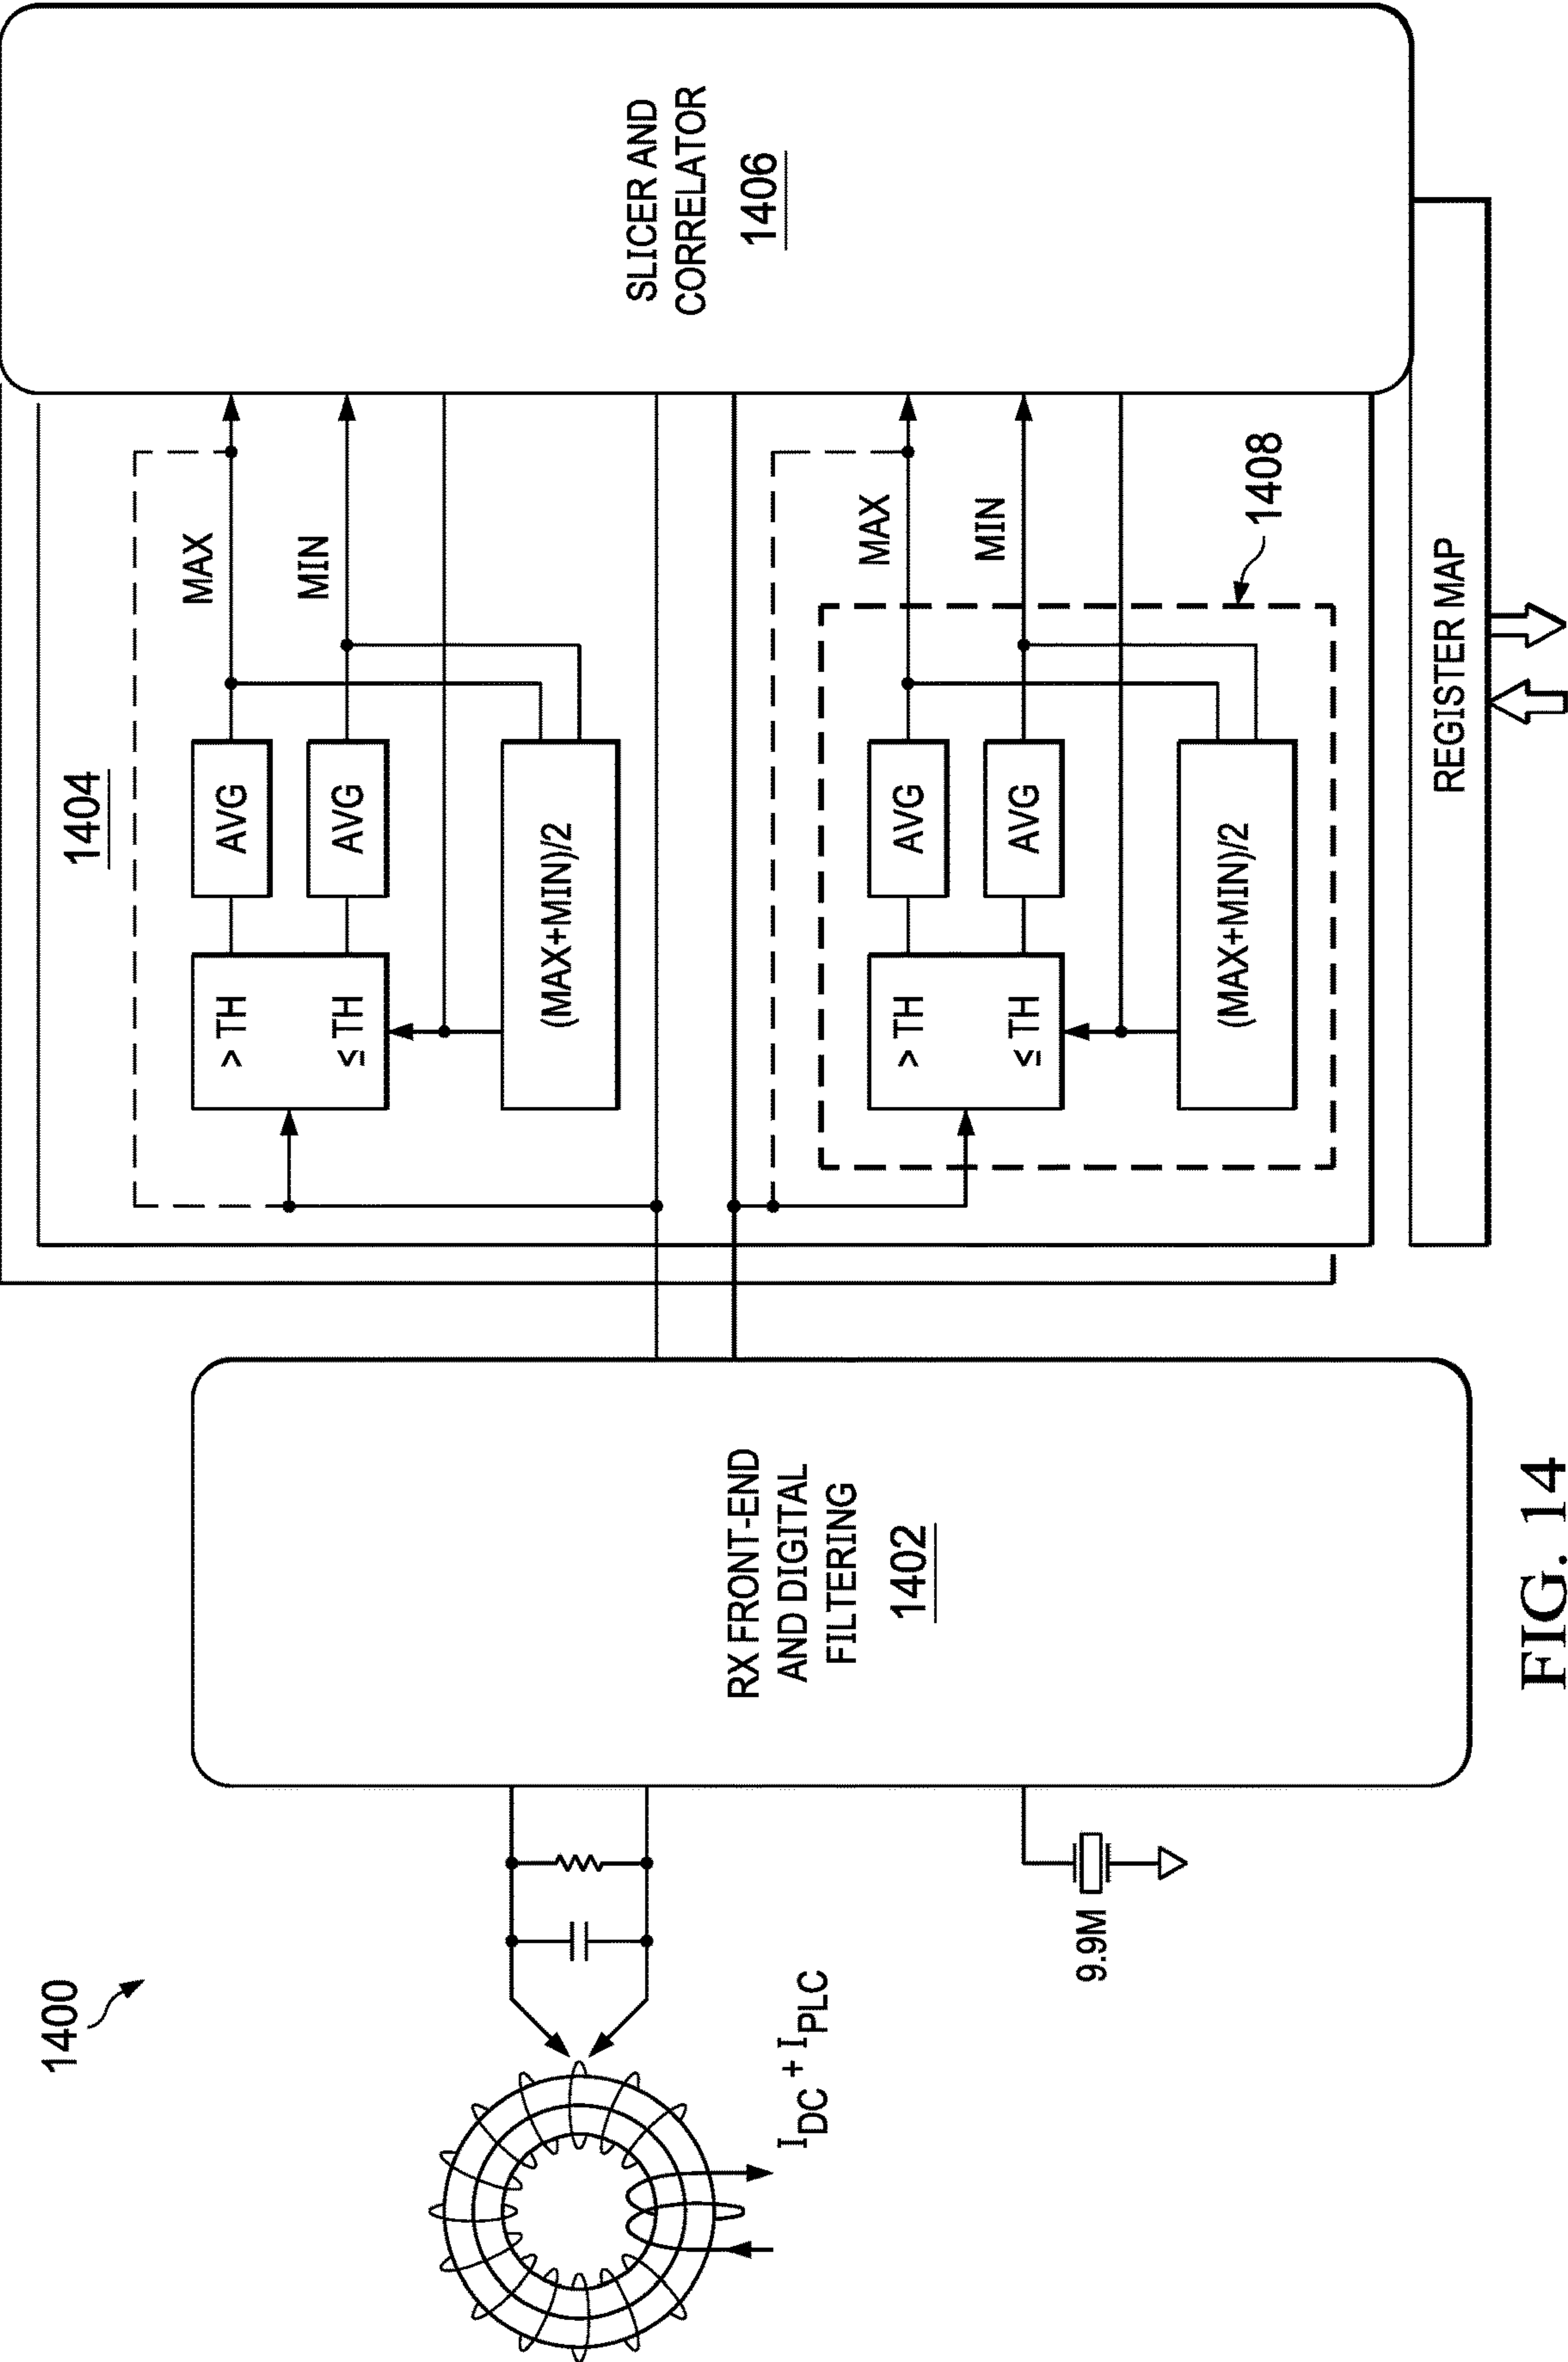 1400
I_DC + I_PLC
9.9M
RX FRONT-END
AND DIGITAL
FILTERING
1402
1404
> TH
≤ TH
AVG
AVG
(MAX+MIN)/2
MAX
MIN
> TH
≤ TH
AVG
AVG
(MAX+MIN)/2
MAX
MIN
1408
SLICER AND
CORRELATOR
1406
REGISTER MAP
FIG. 14